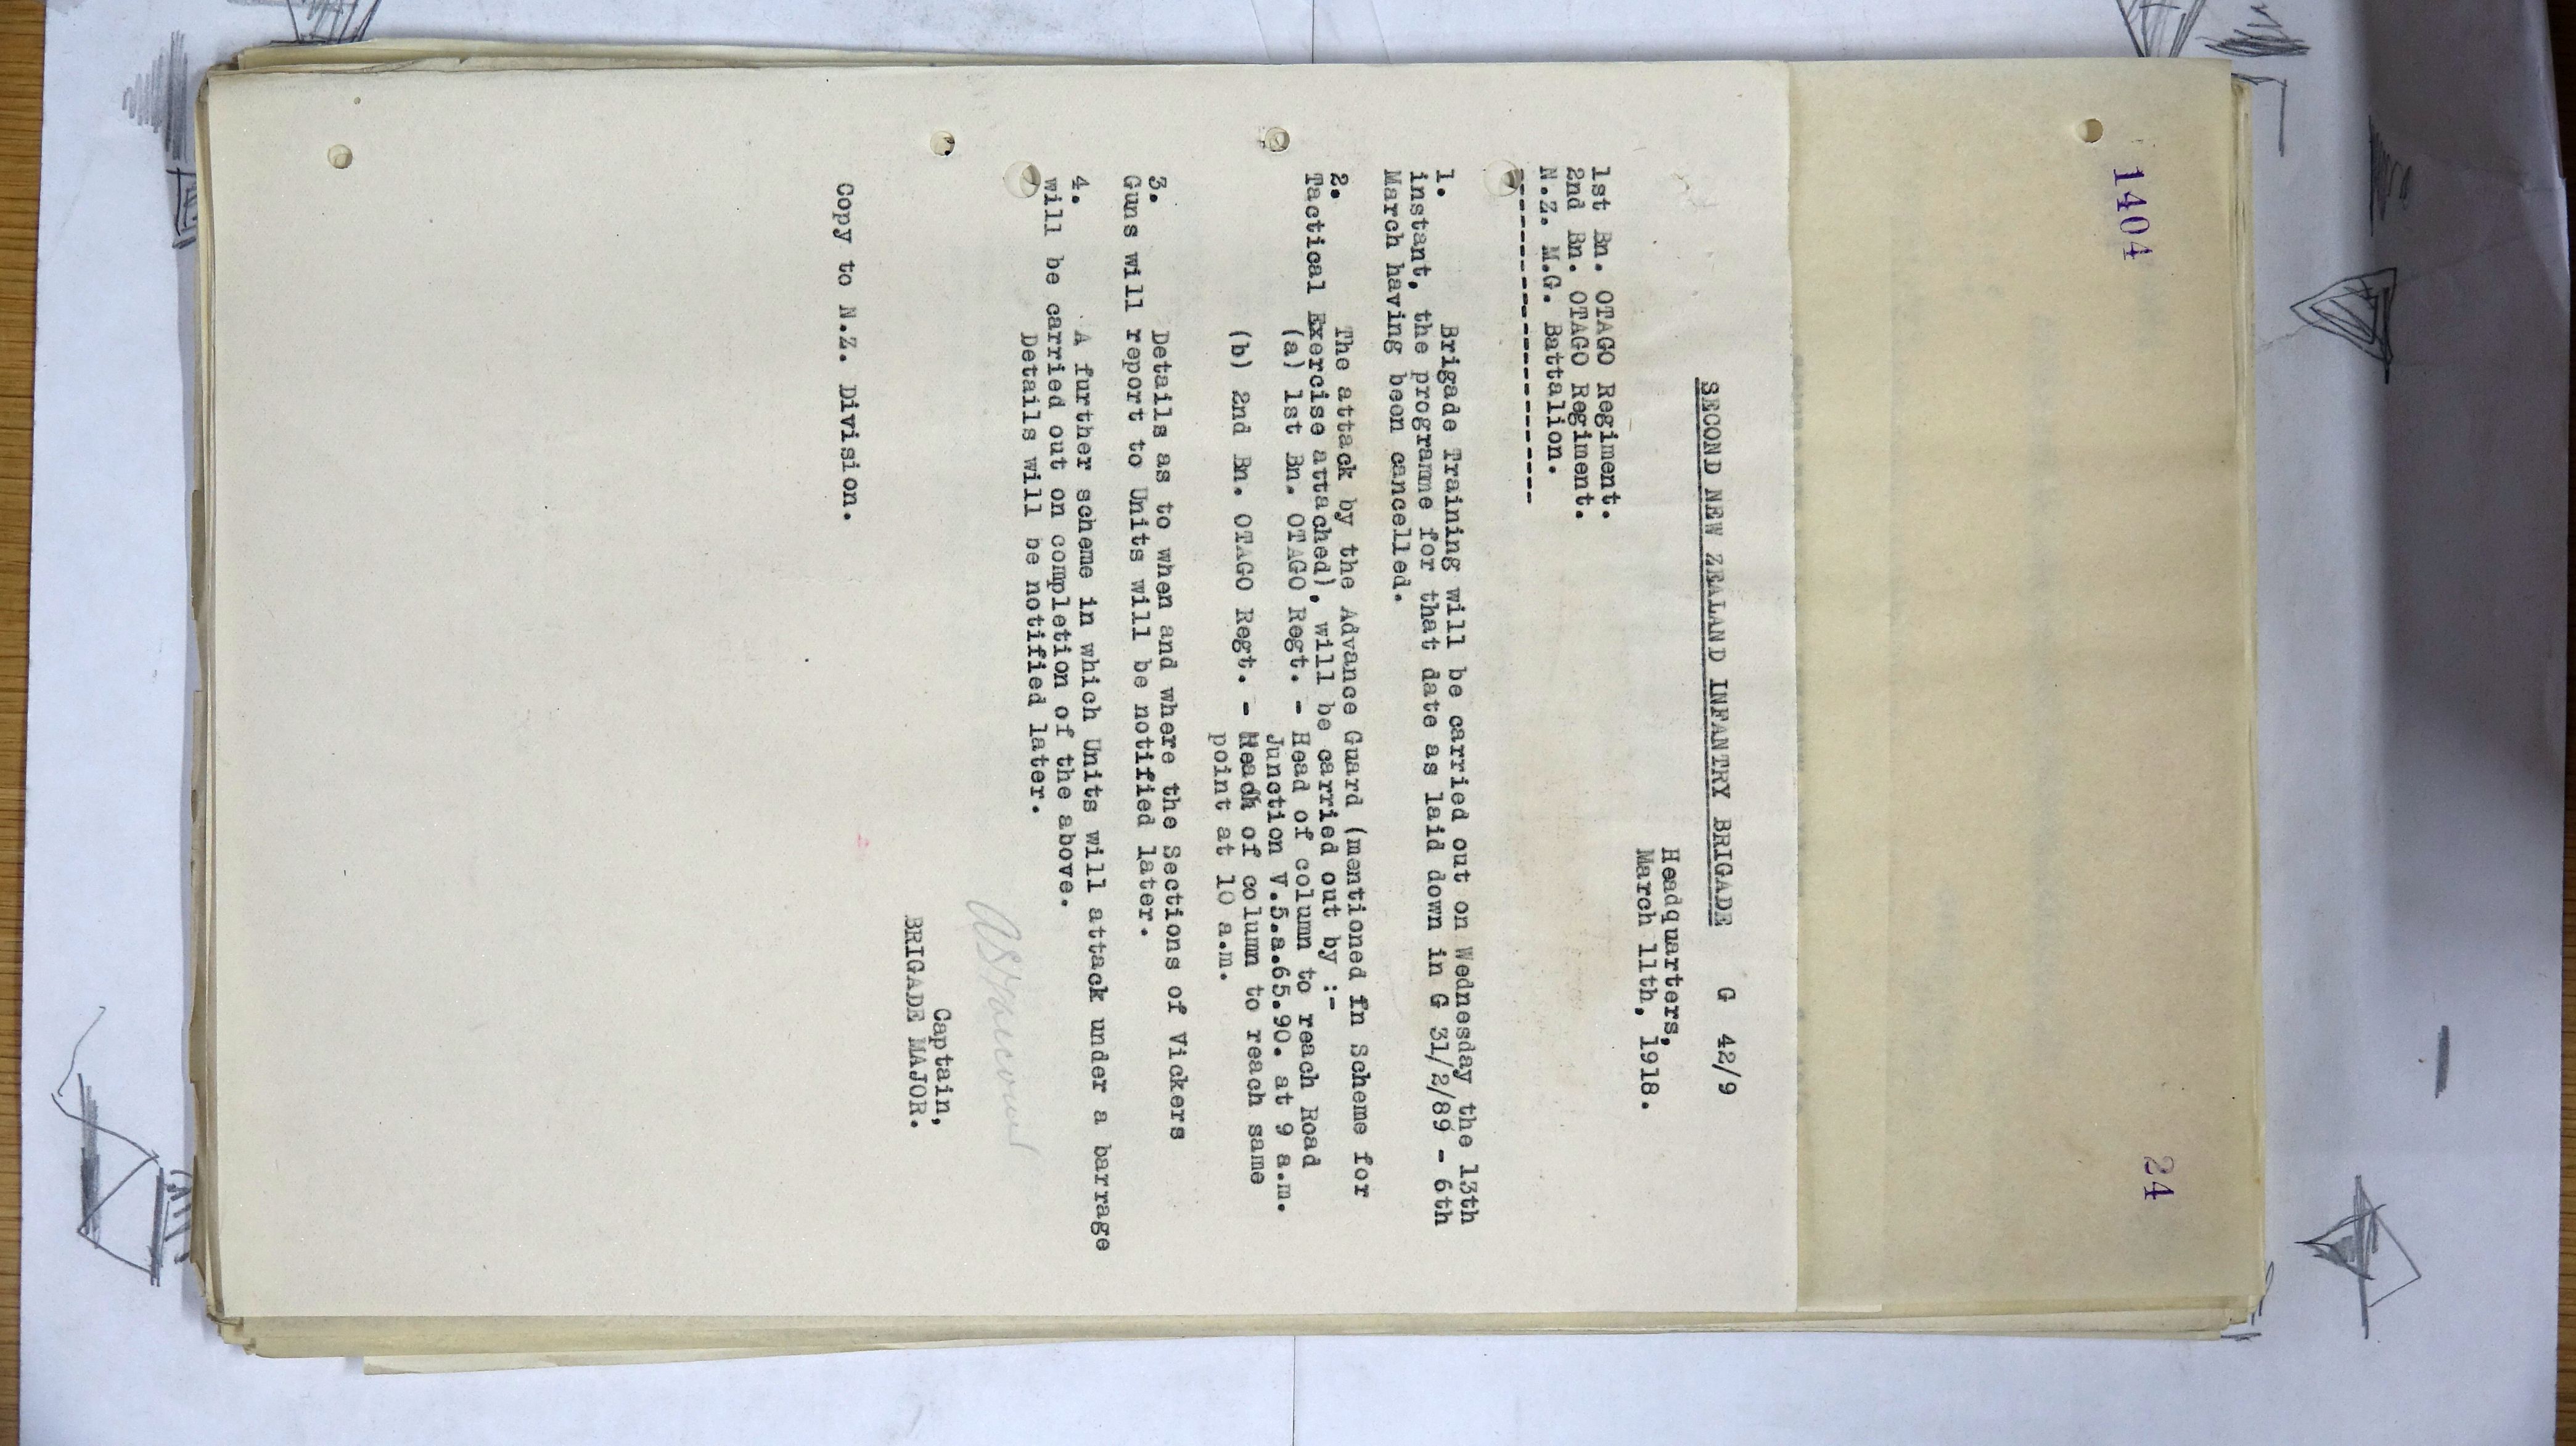 1404
24
SECOND NEW ZEALAND INFANTRY BRIGADE G 42/9
Headquarters,
March 11th, 1918.
1st Bn. OTAGO Regiment.
2nd Bn. OTAGO Regiment.
N.Z. M.G. Battalion.
------------------------
1. Brigade Training will be carried out on Wednesday the 13th
instant, the programme for that date as laid down in G 31/2/89 - 6th
March having been cancelled.
2. The attack by the Advance Guard (mentioned in Scheme for
Tactical Exercise attached), will be carried out by :-
(a) 1st Bn. OTAGO Regt. - Head of column to reach Road
Junction V.5.a.65.90. at 9 a.m.
(b) 2nd Bn. OTAGO Regt. - Head of column to reach same
point at 10 a.m.
3. Details as to when and where the Sections of Vickers
Guns will report to Units will be notified later.
4. A further scheme in which Units will attack under a barrage
will be carried out on completion of the above.
Details will be notified later.
Captain,
BRIGADE MAJOR.
Copy to N.Z. Division.